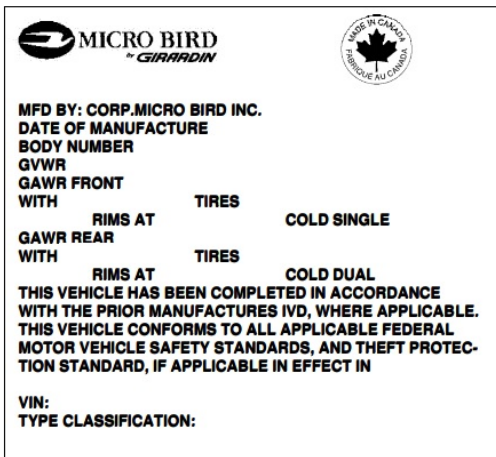 MICRO BIRD
by GIRARDIN
MADE IN CANADA
FABRIQUE AU CANADA
MFD BY: CORP.MICRO BIRD INC.
DATE OF MANUFACTURE
BODY NUMBER
GVWR
GAWR FRONT
WITH TIRES
RIMS AT COLD SINGLE
GAWR REAR
WITH TIRES
RIMS AT COLD DUAL
THIS VEHICLE HAS BEEN COMPLETED IN ACCORDANCE
WITH THE PRIOR MANUFACTURES IVD, WHERE APPLICABLE.
THIS VEHICLE CONFORMS TO ALL APPLICABLE FEDERAL
MOTOR VEHICLE SAFETY STANDARDS, AND THEFT PROTEC-
TION STANDARD, IF APPLICABLE IN EFFECT IN
VIN:
TYPE CLASSIFICATION: